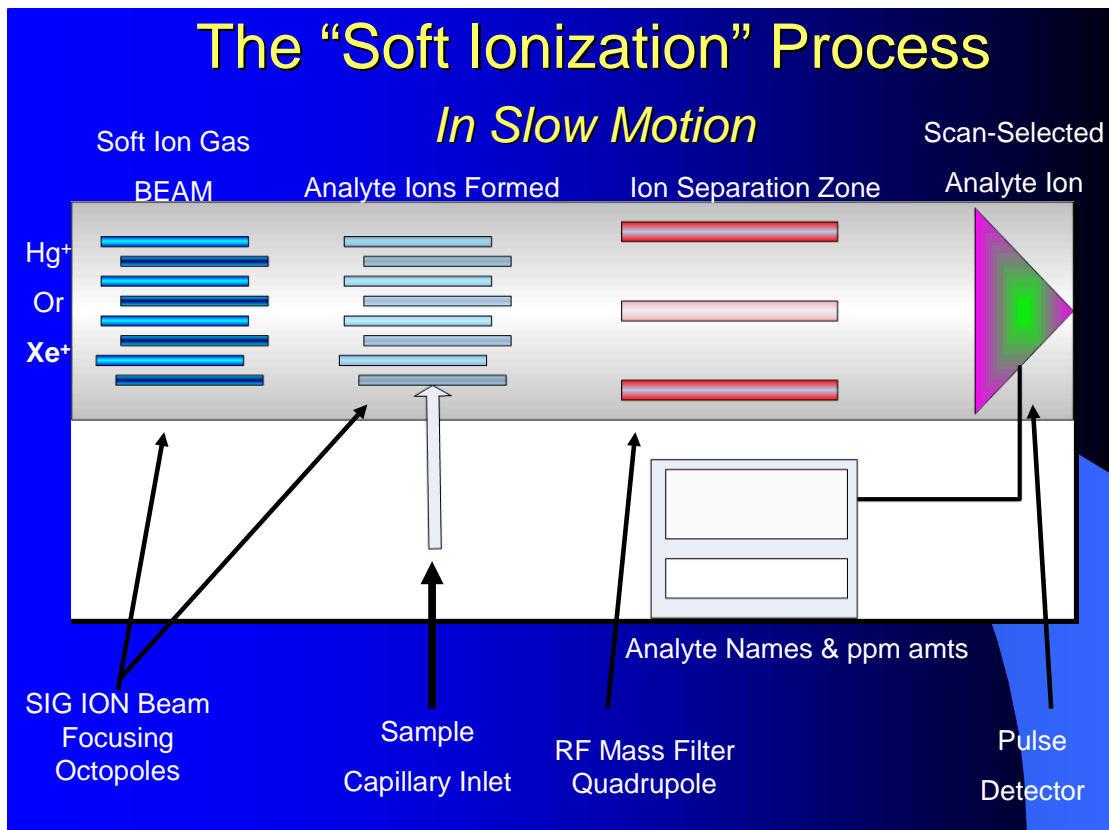 The “Soft Ionization” Process
In Slow Motion
Soft Ion Gas
BEAM
Analyte Ions Formed
Ion Separation Zone
Scan-Selected
Analyte Ion
Hg⁺
Or
Xe⁺
Analyte Names & ppm amts
SIG ION Beam
Focusing
Octopoles
Sample
Capillary Inlet
RF Mass Filter
Quadrupole
Pulse
Detector